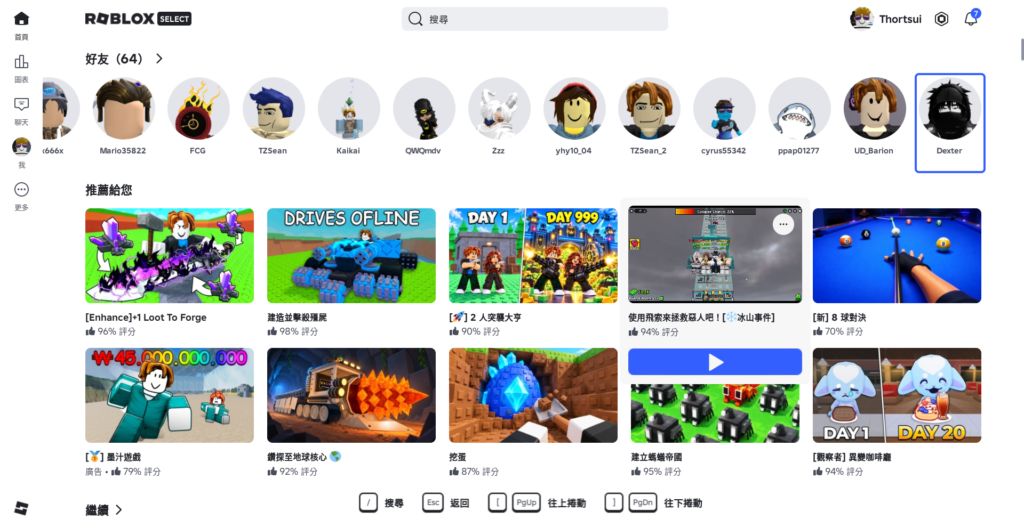 ROBLOX SELECT
搜尋
Thortsui
7
首頁
圖表
聊天
我
更多
好友（64）
x666x
Mario35822
FCG
TZSean
Kaikai
QWQmdv
Zzz
yhy10_04
TZSean_2
cyrus55342
ppap01277
UD_Barion
Dexter
推薦給您
DRIVES OFLINE
DAY 1
DAY 999
[Enhance]+1 Loot To Forge
96% 評分
建造並擊殺殭屍
98% 評分
[🚀] 2 人突襲大亨
90% 評分
使用飛索來拯救惡人吧！[❄️冰山事件]
94% 評分
[新] 8 球對決
70% 評分
₩45,000,000,000
DAY 1
DAY 20
[🥇] 墨汁遊戲
廣告 • 79% 評分
鑽探至地球核心 🌎
92% 評分
挖蛋
87% 評分
建立螞蟻帝國
95% 評分
[觀察者] 異變咖啡廳
94% 評分
繼續
/ 搜尋
Esc 返回
[ PgUp 往上捲動
] PgDn 往下捲動